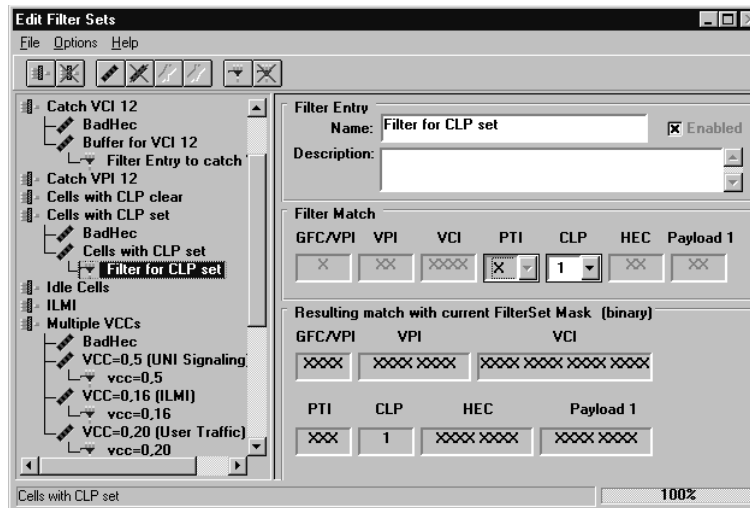 Edit Filter Sets
File Options Help
Catch VCI 12
BadHec
Buffer for VCI 12
Filter Entry to catch
Catch VPI 12
Cells with CLP clear
Cells with CLP set
BadHec
Cells with CLP set
Filter for CLP set
Idle Cells
ILMI
Multiple VCCs
BadHec
VCC=0,5 (UNI Signaling)
vcc=0,5
VCC=0,16 (ILMI)
vcc=0,16
VCC=0,20 (User Traffic)
vcc=0,20
Filter Entry
Name: Filter for CLP set
Enabled
Description:
Filter Match
GFC/VPI VPI VCI PTI CLP HEC Payload 1
X XX XXXX X 1 XX XX
Resulting match with current FilterSet Mask (binary)
GFC/VPI VPI VCI
XXXX XXXX XXXX XXXX XXXX XXXX XXXX
PTI CLP HEC Payload 1
XXX 1 XXXX XXXX XXXX XXXX
Cells with CLP set
100%